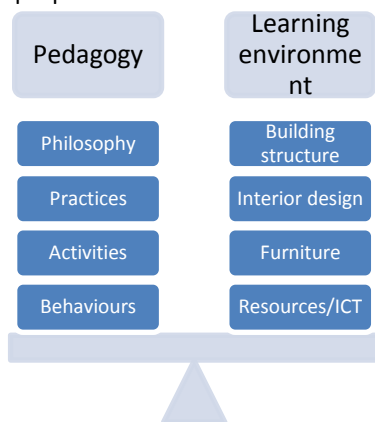 Pedagogy
Learning
environme
nt
Philosophy
Practices
Activities
Behaviours
Building
structure
Interior design
Furniture
Resources/ICT